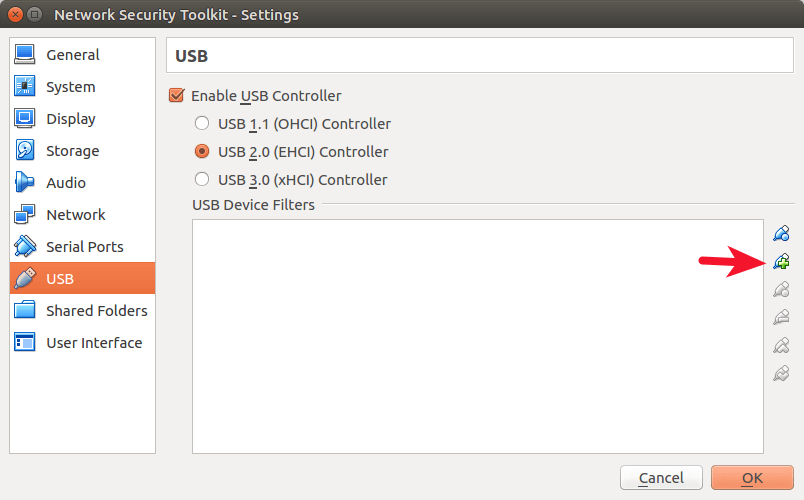 Network Security Toolkit - Settings
General
System
Display
Storage
Audio
Network
Serial Ports
USB
Shared Folders
User Interface
USB
Enable USB Controller
USB 1.1 (OHCI) Controller
USB 2.0 (EHCI) Controller
USB 3.0 (xHCI) Controller
USB Device Filters
Cancel
OK